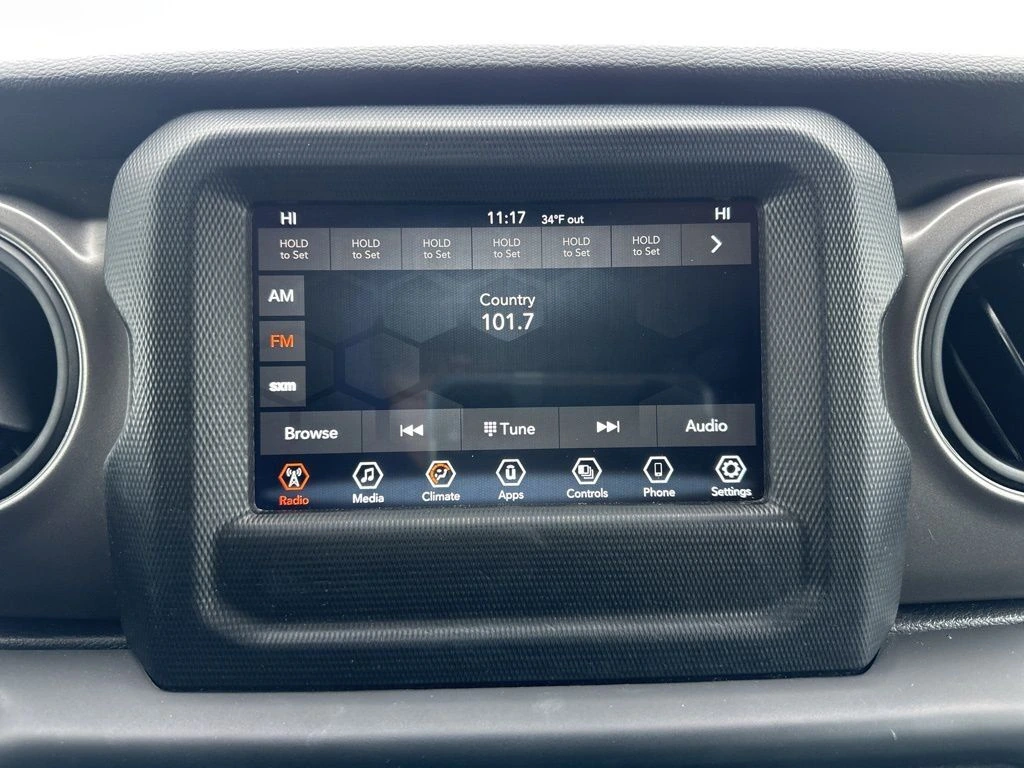 HI 11:17 34°F out HI
HOLD HOLD HOLD HOLD HOLD HOLD
to Set to Set to Set to Set to Set to Set
AM
Country
101.7
FM
sxm
Browse Tune Audio
Radio Media Climate Apps Controls Phone Settings